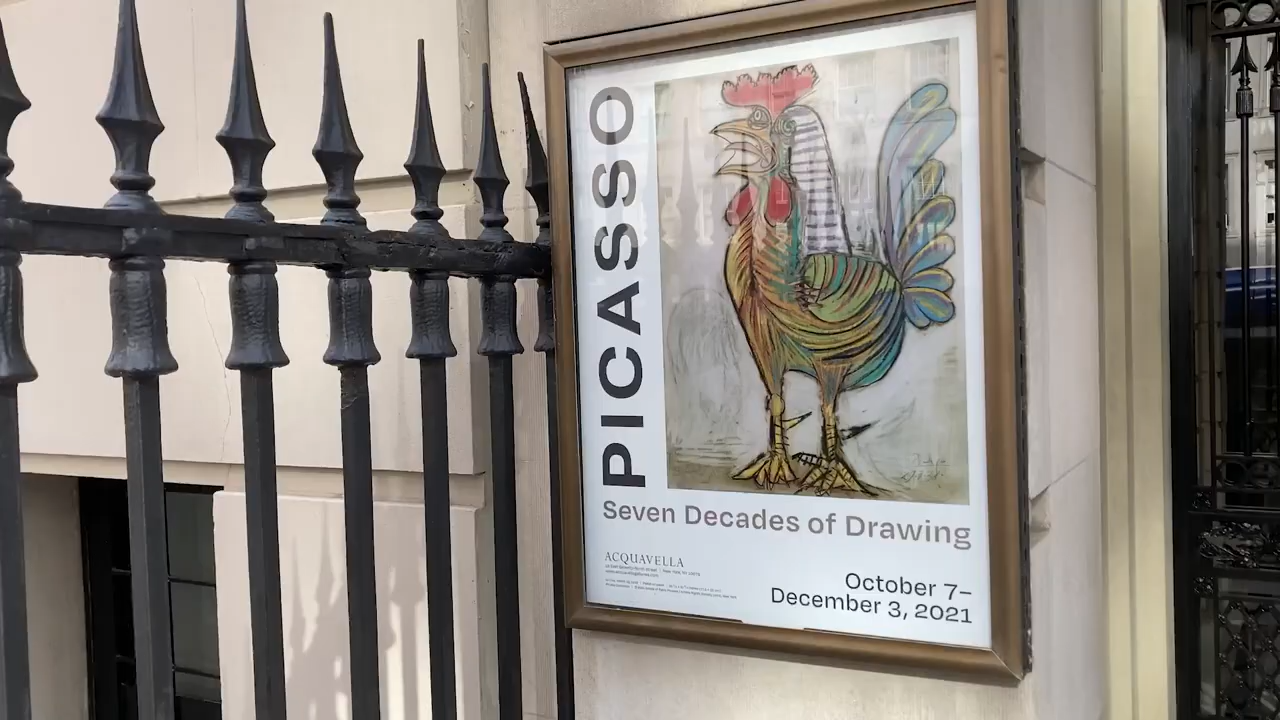 PICASSO
Seven Decades of Drawing
ACQUAVELLA
October 7–
December 3, 2021